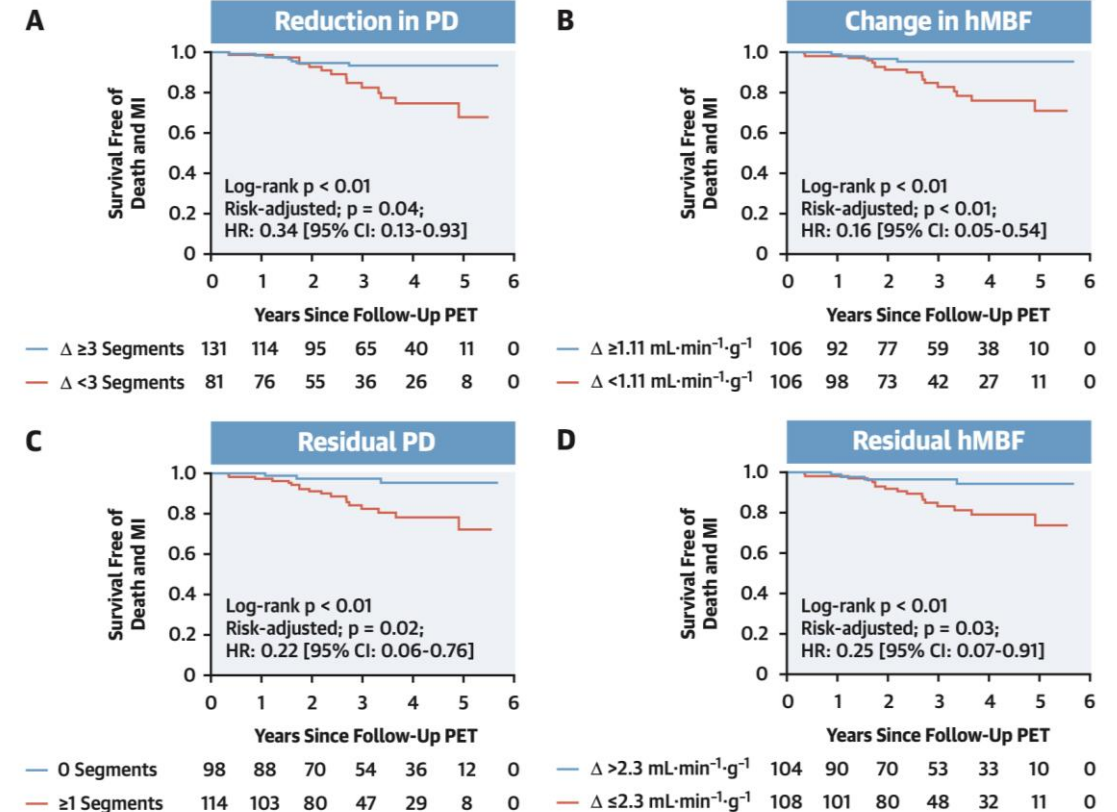 A
Reduction in PD
Survival Free of
Death and MI
1.0
0.8
0.6
0.4
0.2
0
Log-rank p < 0.01
Risk-adjusted; p = 0.04;
HR: 0.34 [95% CI: 0.13-0.93]
0 1 2 3 4 5 6
Years Since Follow-Up PET
Δ ≥3 Segments 131 114 95 65 40 11 0
Δ <3 Segments 81 76 55 36 26 8 0
B
Change in hMBF
Survival Free of
Death and MI
1.0
0.8
0.6
0.4
0.2
0
Log-rank p < 0.01
Risk-adjusted; p < 0.01;
HR: 0.16 [95% CI: 0.05-0.54]
0 1 2 3 4 5 6
Years Since Follow-Up PET
Δ ≥1.11 mL·min⁻¹·g⁻¹ 106 92 77 59 38 10 0
Δ <1.11 mL·min⁻¹·g⁻¹ 106 98 73 42 27 11 0
C
Residual PD
Survival Free of
Death and MI
1.0
0.8
0.6
0.4
0.2
0
Log-rank p < 0.01
Risk-adjusted; p = 0.02;
HR: 0.22 [95% CI: 0.06-0.76]
0 1 2 3 4 5 6
Years Since Follow-Up PET
0 Segments 98 88 70 54 36 12 0
≥1 Segments 114 103 80 47 29 8 0
D
Residual hMBF
Survival Free of
Death and MI
1.0
0.8
0.6
0.4
0.2
0
Log-rank p < 0.01
Risk-adjusted; p = 0.03;
HR: 0.25 [95% CI: 0.07-0.91]
0 1 2 3 4 5 6
Years Since Follow-Up PET
Δ >2.3 mL·min⁻¹·g⁻¹ 104 90 70 53 33 10 0
Δ ≤2.3 mL·min⁻¹·g⁻¹ 108 101 80 48 32 11 0